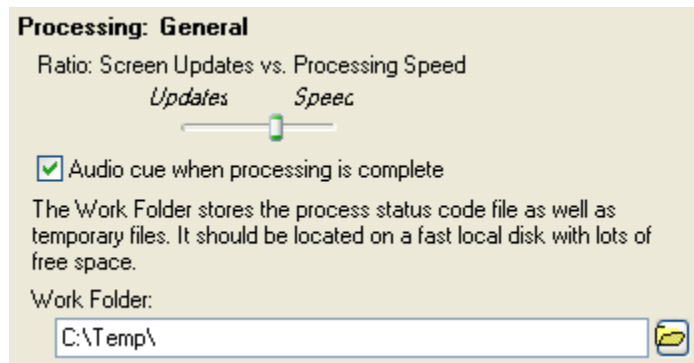 Processing: General
Ratio: Screen Updates vs. Processing Speed
Updates Speed
Audio cue when processing is complete
The Work Folder stores the process status code file as well as
temporary files. It should be located on a fast local disk with lots of
free space.
Work Folder:
C:\Temp\